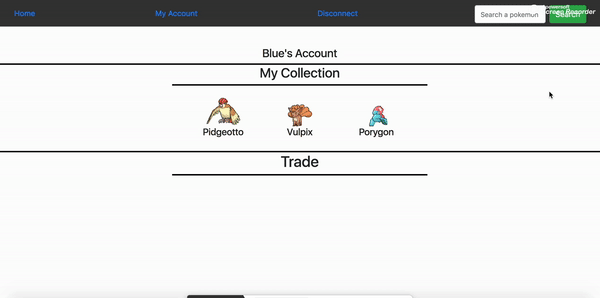 Home My Account Disconnect Search a pokemon Search
Screen Recorder
Blue's Account
My Collection
Pidgeotto Vulpix Porygon
Trade